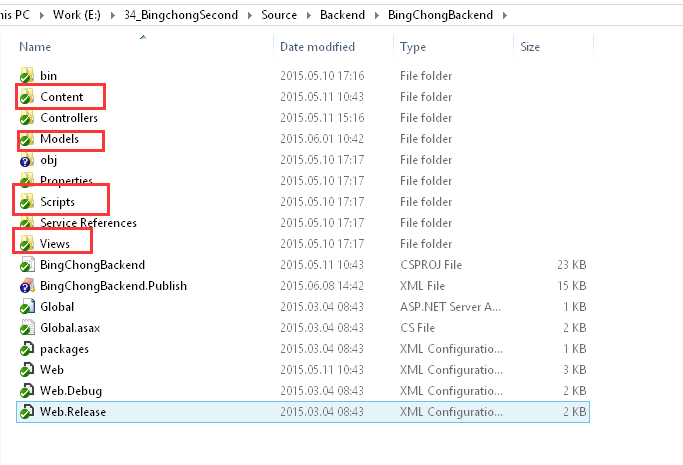 his PC > Work (E:) > 34_BingchongSecond > Source > Backend > BingChongBackend >
Name Date modified Type Size
bin 2015.05.10 17:16 File folder
Content 2015.05.11 10:43 File folder
Controllers 2015.05.11 15:16 File folder
Models 2015.06.01 10:42 File folder
obj 2015.05.10 17:17 File folder
Properties 2015.05.10 17:17 File folder
Scripts 2015.05.10 17:17 File folder
Service References 2015.05.10 17:17 File folder
Views 2015.05.10 17:17 File folder
BingChongBackend 2015.05.11 10:43 CSPROJ File 23 KB
BingChongBackend.Publish 2015.06.08 14:42 XML File 15 KB
Global 2015.03.04 08:43 ASP.NET Server A... 1 KB
Global.asax 2015.03.04 08:43 CS File 2 KB
packages 2015.03.04 08:43 XML Configuratio... 1 KB
Web 2015.05.11 10:43 XML Configuratio... 3 KB
Web.Debug 2015.03.04 08:43 XML Configuratio... 2 KB
Web.Release 2015.03.04 08:43 XML Configuratio... 2 KB